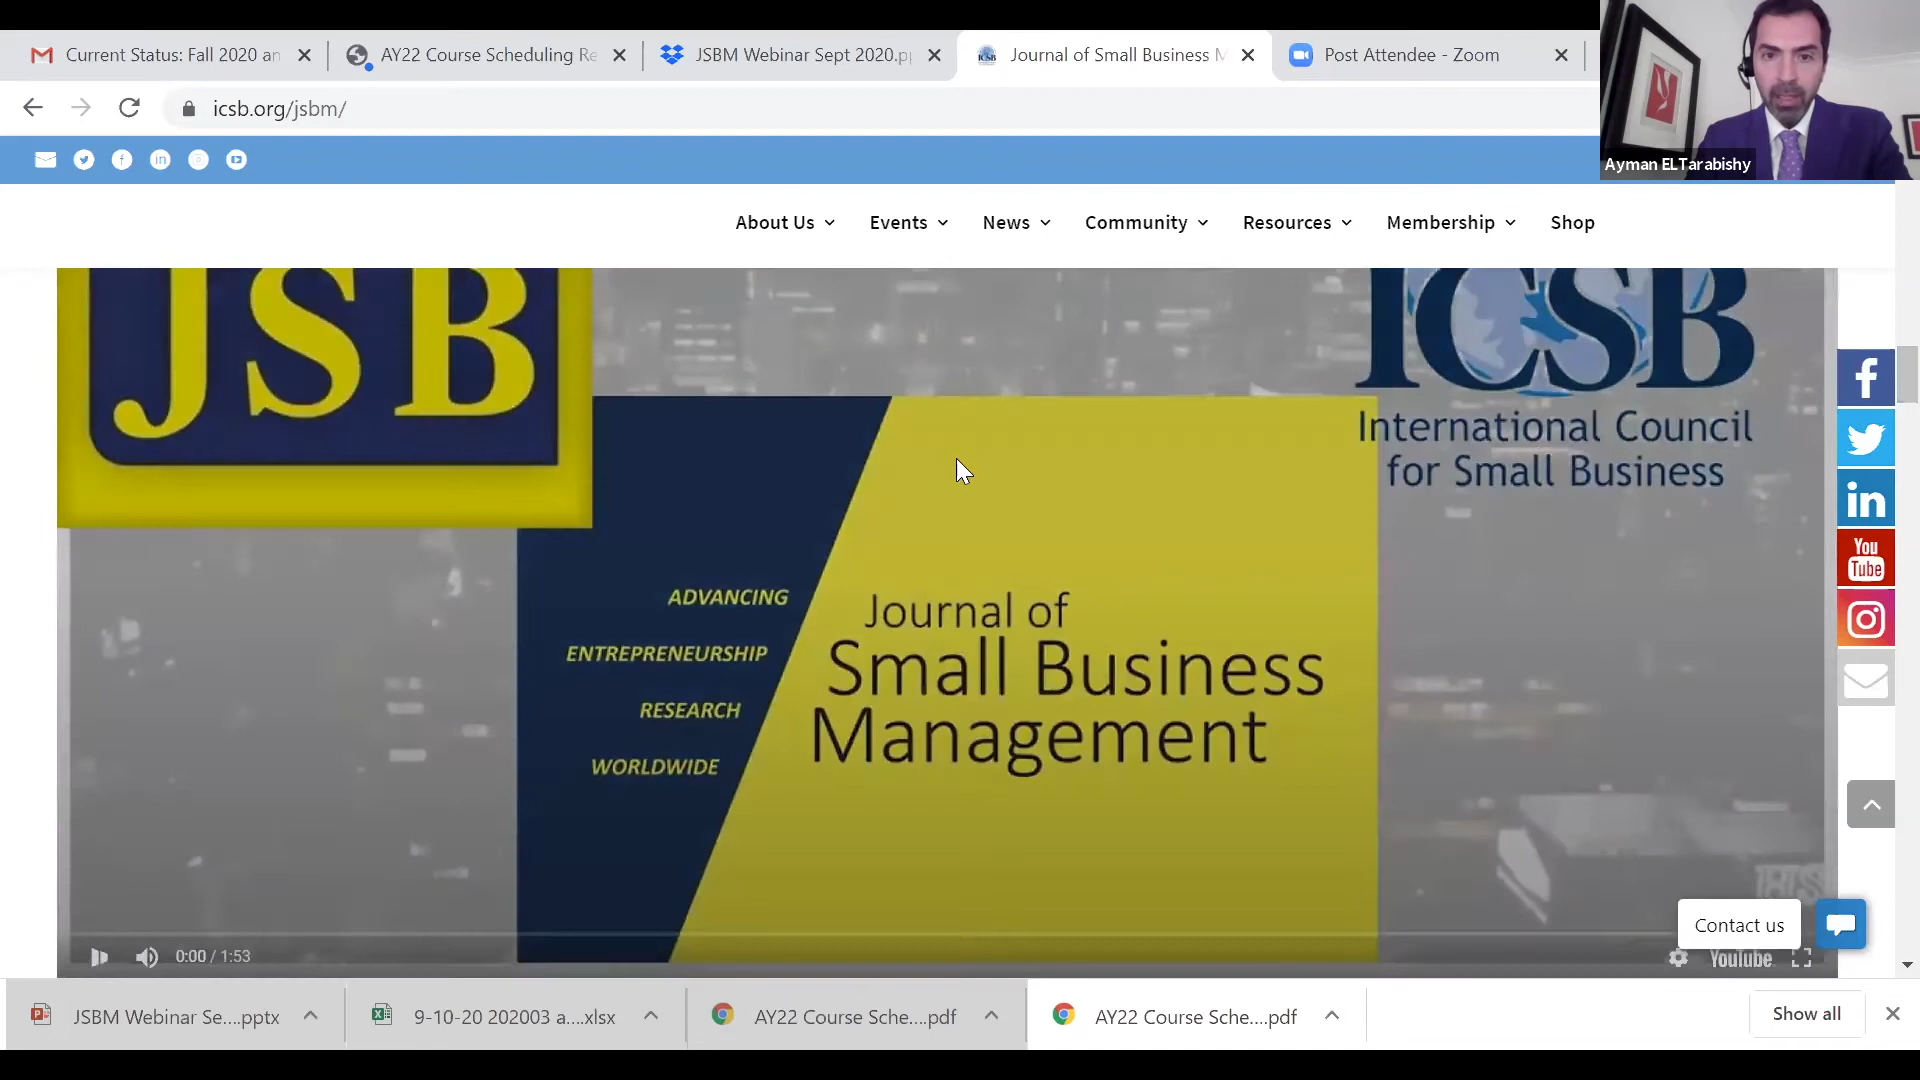 Current Status: Fall 2020 an
AY22 Course Scheduling Re
JSBM Webinar Sept 2020.p
Journal of Small Business M
Post Attendee - Zoom
icsb.org/jsbm/
Ayman ELTarabishy
About Us
Events
News
Community
Resources
Membership
Shop
JSB
ICSB
International Council
for Small Business
ADVANCING
ENTREPRENEURSHIP
RESEARCH
WORLDWIDE
Journal of
Small Business
Management
You
Tube
Contact us
0:00 / 1:53
YouTube
JSBM Webinar Se....pptx
9-10-20 202003 a....xlsx
AY22 Course Sche....pdf
AY22 Course Sche....pdf
Show all